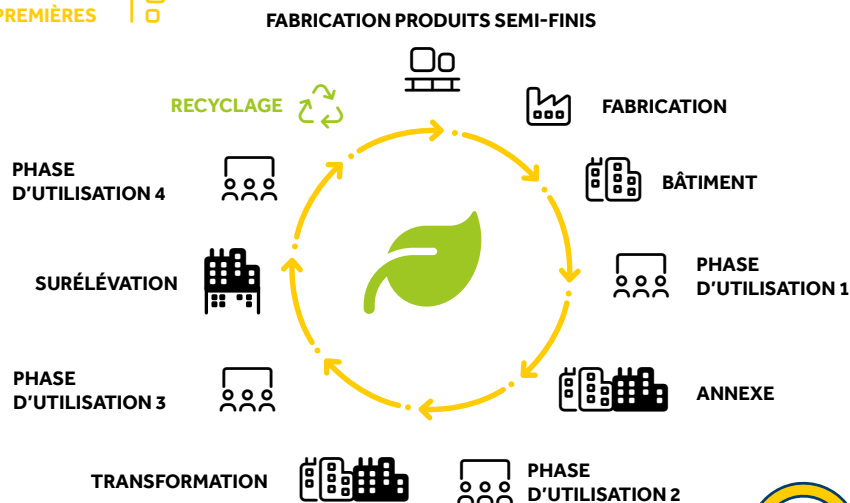 PREMIÈRES
FABRICATION PRODUITS SEMI-FINIS
RECYCLAGE
FABRICATION
PHASE
D'UTILISATION 4
BÂTIMENT
SURÉLÉVATION
PHASE
D'UTILISATION 1
PHASE
D'UTILISATION 3
ANNEXE
TRANSFORMATION
PHASE
D'UTILISATION 2